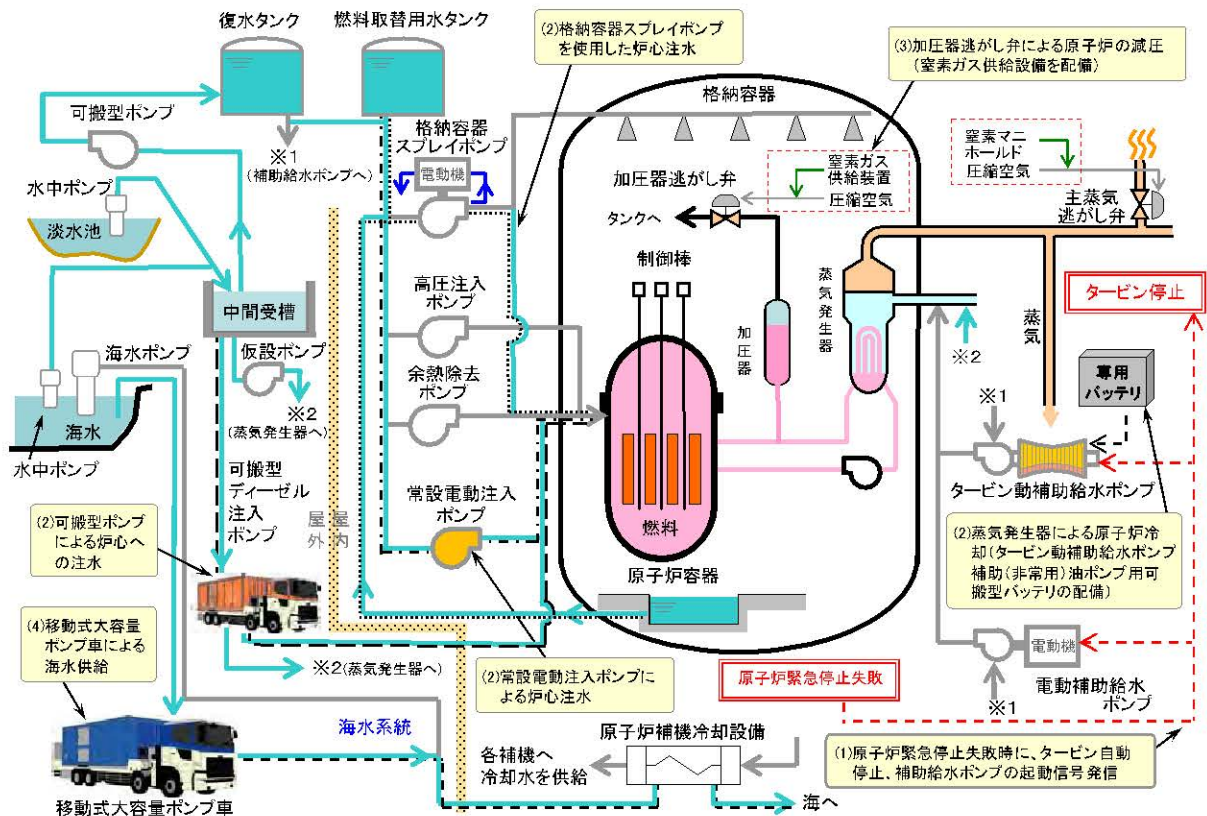 復水タンク
燃料取替用水タンク
(2)格納容器スプレイポンプ
を使用した炉心注水
(3)加圧器逃がし弁による原子炉の減圧
(窒素ガス供給設備を配備)
可搬型ポンプ
※1
(補助給水ポンプへ)
格納容器
スプレイポンプ
電動機
格納容器
窒素ガス
供給装置
圧縮空気
加圧器逃がし弁
タンクへ
窒素マニ
ホールド
圧縮空気
主蒸気
逃がし弁
水中ポンプ
淡水池
制御棒
高圧注入
ポンプ
蒸気発生器
加圧器
タービン停止
蒸気
※2
専用
バッテリ
中間受槽
海水ポンプ
仮設ポンプ
※2
(蒸気発生器へ)
余熱除去
ポンプ
海水
水中ポンプ
※1
タービン動補助給水ポンプ
可搬型
ディーゼル
注入
ポンプ
屋外
屋内
常設電動注入
ポンプ
燃料
原子炉容器
(2)可搬型ポンプ
による炉心へ
の注水
(2)蒸気発生器による原子炉冷
却(タービン動補助給水ポンプ
補助(非常用)油ポンプ用可
搬型バッテリの配備)
(4)移動式大容量
ポンプ車による
海水供給
※2(蒸気発生器へ)
(2)常設電動注入ポンプに
よる炉心注水
原子炉緊急停止失敗
電動機
※1
電動補助給水
ポンプ
海水系統
原子炉補機冷却設備
各補機へ
冷却水を供給
海へ
(1)原子炉緊急停止失敗時に、タービン自動
停止、補助給水ポンプの起動信号発信
移動式大容量ポンプ車